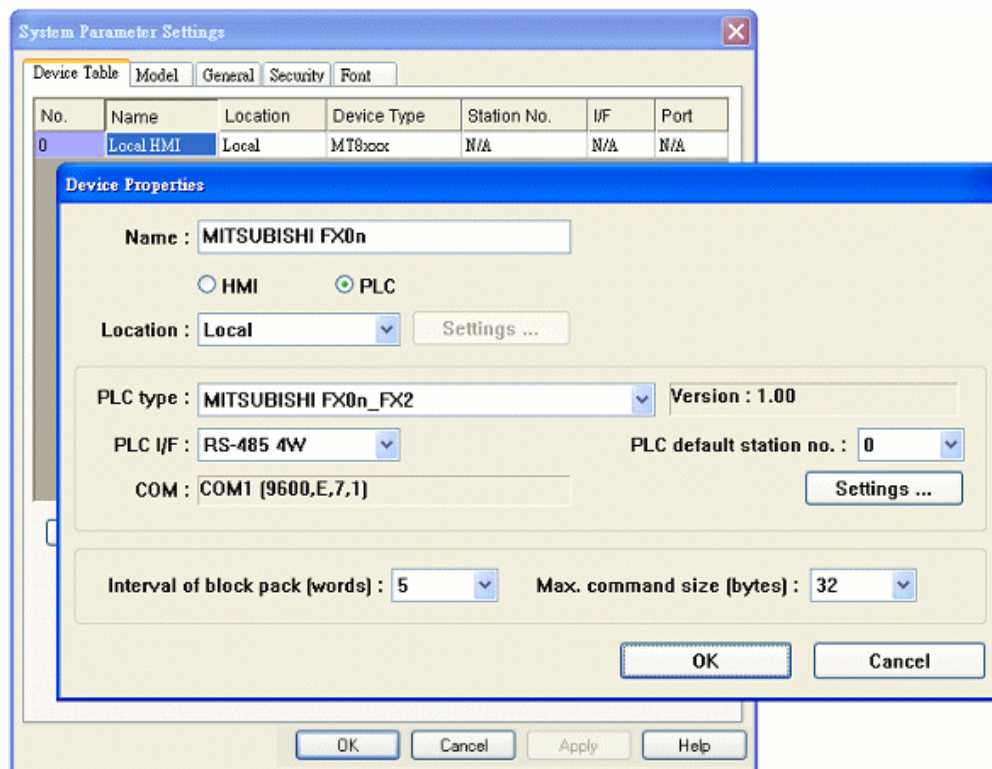 System Parameter Settings
Device Table Model General Security Font
No. Name Location Device Type Station No. I/F Port
0 Local HMI Local MT8xxx N/A N/A N/A
Device Properties
Name : MITSUBISHI FX0n
HMI PLC
Location : Local Settings ...
PLC type : MITSUBISHI FX0n_FX2 Version : 1.00
PLC I/F : RS-485 4W PLC default station no. : 0
COM : COM1 (9600,E,7,1) Settings ...
Interval of block pack (words) : 5 Max. command size (bytes) : 32
OK Cancel
OK Cancel Apply Help